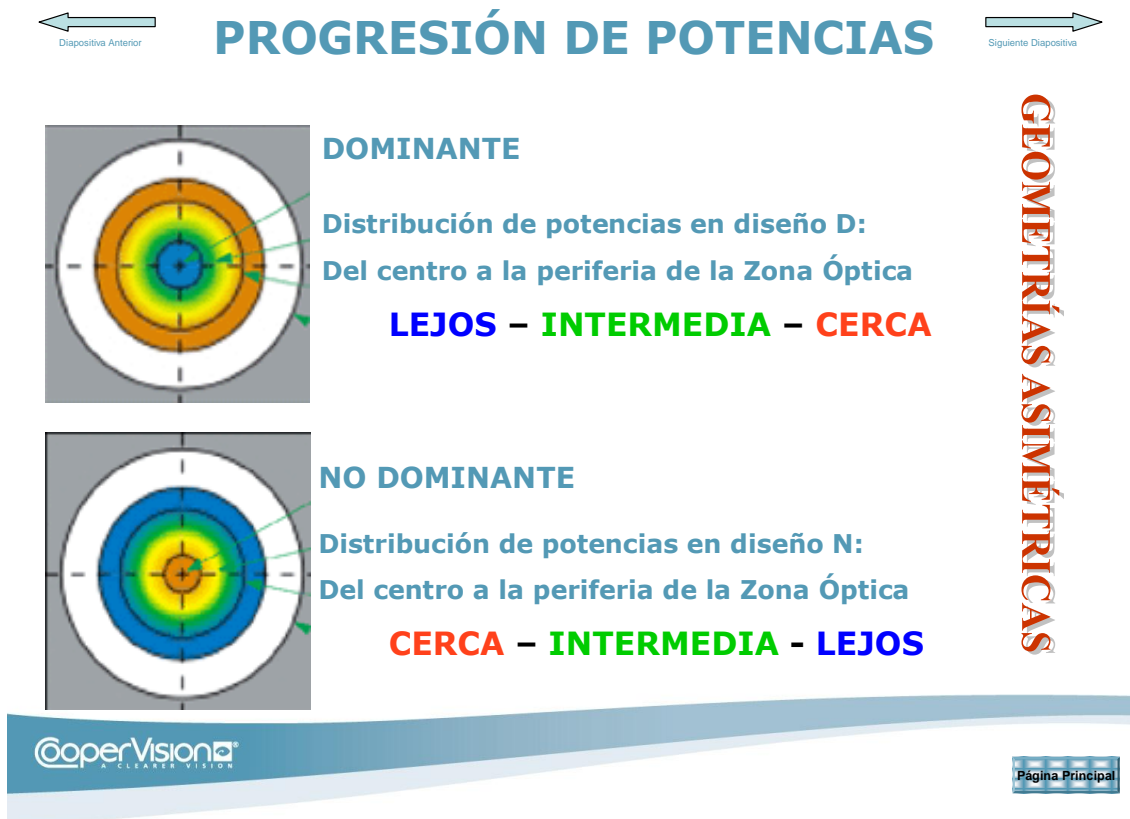 Diapositiva Anterior
PROGRESIÓN DE POTENCIAS
Siguiente Diapositiva
DOMINANTE
Distribución de potencias en diseño D:
Del centro a la periferia de la Zona Óptica
LEJOS – INTERMEDIA – CERCA
GEOMETRÍAS ASIMÉTRICAS
NO DOMINANTE
Distribución de potencias en diseño N:
Del centro a la periferia de la Zona Óptica
CERCA – INTERMEDIA - LEJOS
CooperVision®
A CLEARER VISION
Página Principal